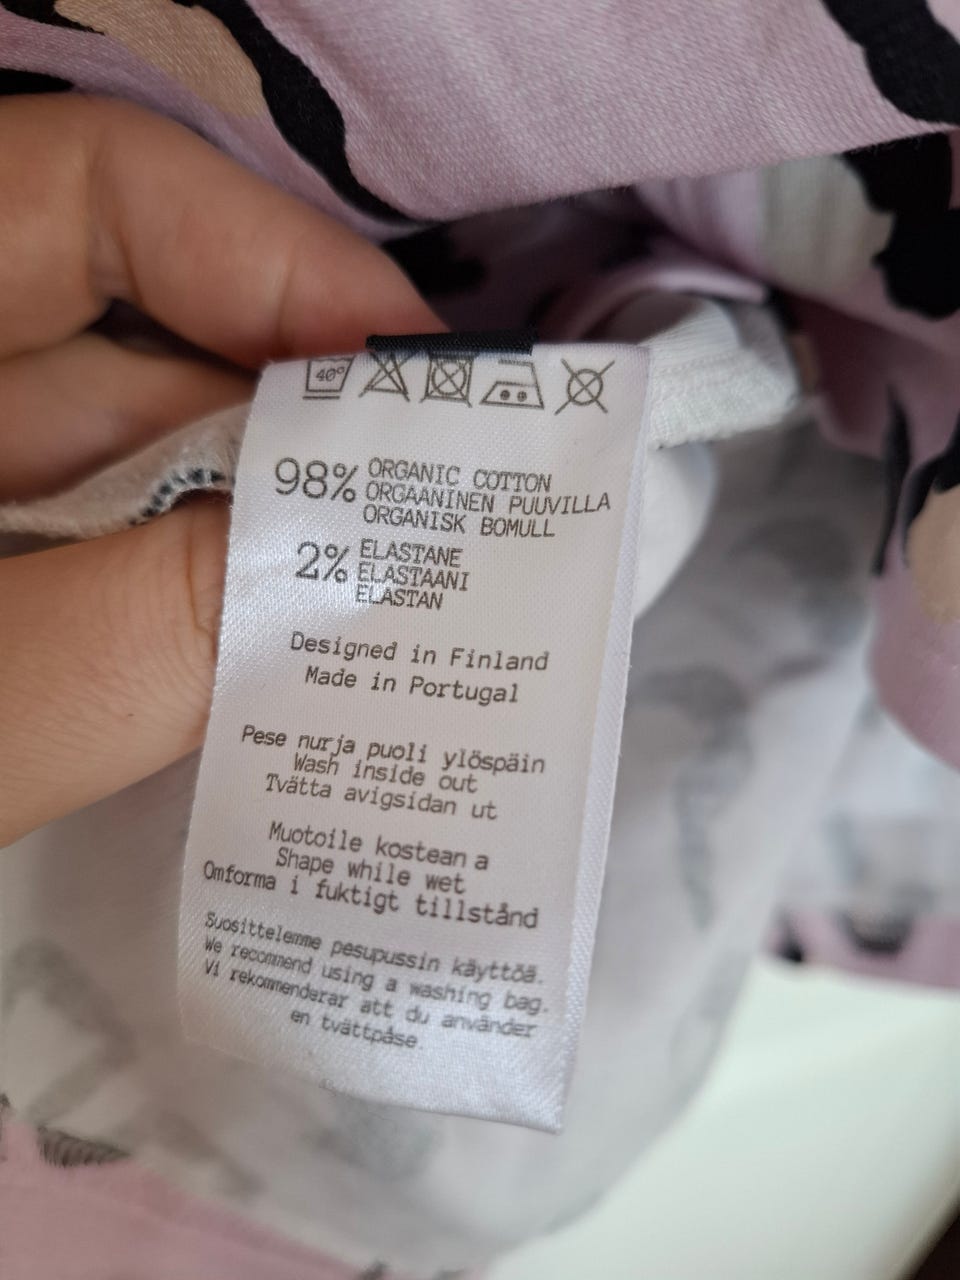 40°
98% ORGANIC COTTON
ORGAANINEN PUUVILLA
ORGANISK BOMULL
2% ELASTANE
ELASTAANI
ELASTAN
Designed in Finland
Made in Portugal
Pese nurja puoli ylöspäin
Wash inside out
Tvätta avigsidan ut
Muotoile kosteana
Shape while wet
Omforma i fuktigt tillstånd
Suosittelemme pesupussin käyttöä.
We recommend using a washing bag.
Vi rekommenderar att du använder
en tvättpåse.